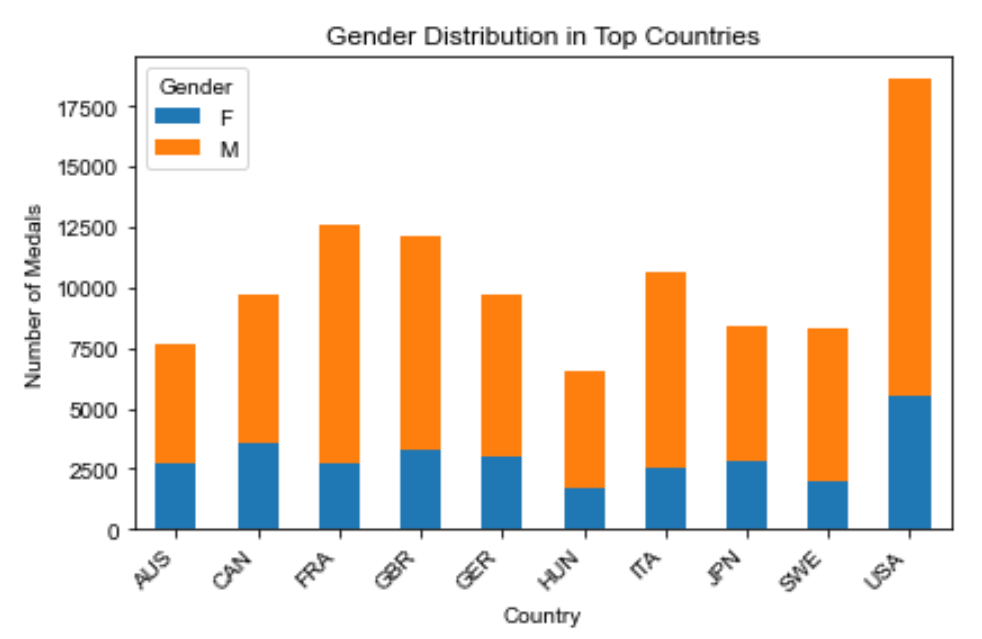 Gender Distribution in Top Countries
Gender
F
M
17500
15000
12500
10000
7500
5000
2500
0
Number of Medals
AUS
CAN
FRA
GBR
GER
HUN
ITA
JPN
SWE
USA
Country